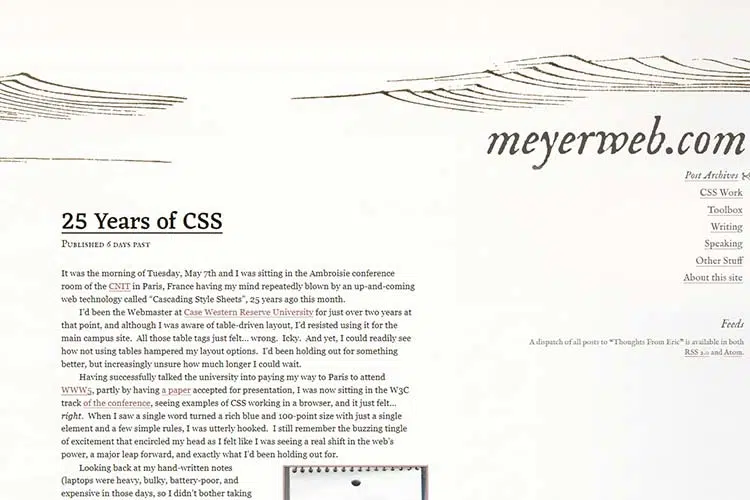 meyerweb.com
Post Archives
CSS Work
Toolbox
Writing
Speaking
Other Stuff
About this site
Feeds
A dispatch of all posts to “Thoughts From Eric” is available in both
RSS 2.0 and Atom.
25 Years of CSS
Published 6 days past
It was the morning of Tuesday, May 7th and I was sitting in the Ambroisie conference
room of the CNIT in Paris, France having my mind repeatedly blown by an up-and-coming
web technology called “Cascading Style Sheets”, 25 years ago this month.
I’d been the Webmaster at Case Western Reserve University for just over two years at
that point, and although I was aware of table-driven layout, I’d resisted using it for the
main campus site.  All those table tags just felt… wrong.  Icky.  And yet, I could readily see
how not using tables hampered my layout options.  I’d been holding out for something
better, but increasingly unsure how much longer I could wait.
Having successfully talked the university into paying my way to Paris to attend
WWW5, partly by having a paper accepted for presentation, I was now sitting in the W3C
track of the conference, seeing examples of CSS working in a browser, and it just felt…
right.  When I saw a single word turned a rich blue and 100-point size with just a single
element and a few simple rules, I was utterly hooked.  I still remember the buzzing tingle
of excitement that encircled my head as I felt like I was seeing a real shift in the web’s
power, a major leap forward, and exactly what I’d been holding out for.
Looking back at my hand-written notes
(laptops were heavy, bulky, battery-poor, and
expensive in those days, so I didn’t bother taking